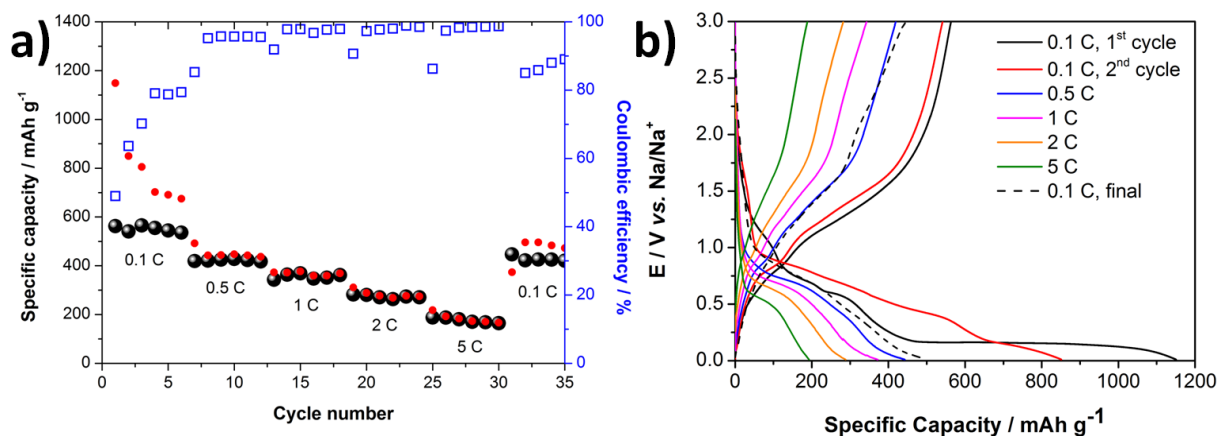 a)
1400
1200
1000
800
600
400
200
0
0 5 10 15 20 25 30 35
100
80
60
40
20
0
Specific capacity / mAh g-1
Coulombic efficiency / %
Cycle number
0.1 C
0.5 C
1 C
2 C
5 C
0.1 C
b)
3.0
2.5
2.0
1.5
1.0
0.5
0.0
0 200 400 600 800 1000 1200
E / V vs. Na/Na+
Specific Capacity / mAh g-1
0.1 C, 1st cycle
0.1 C, 2nd cycle
0.5 C
1 C
2 C
5 C
0.1 C, final